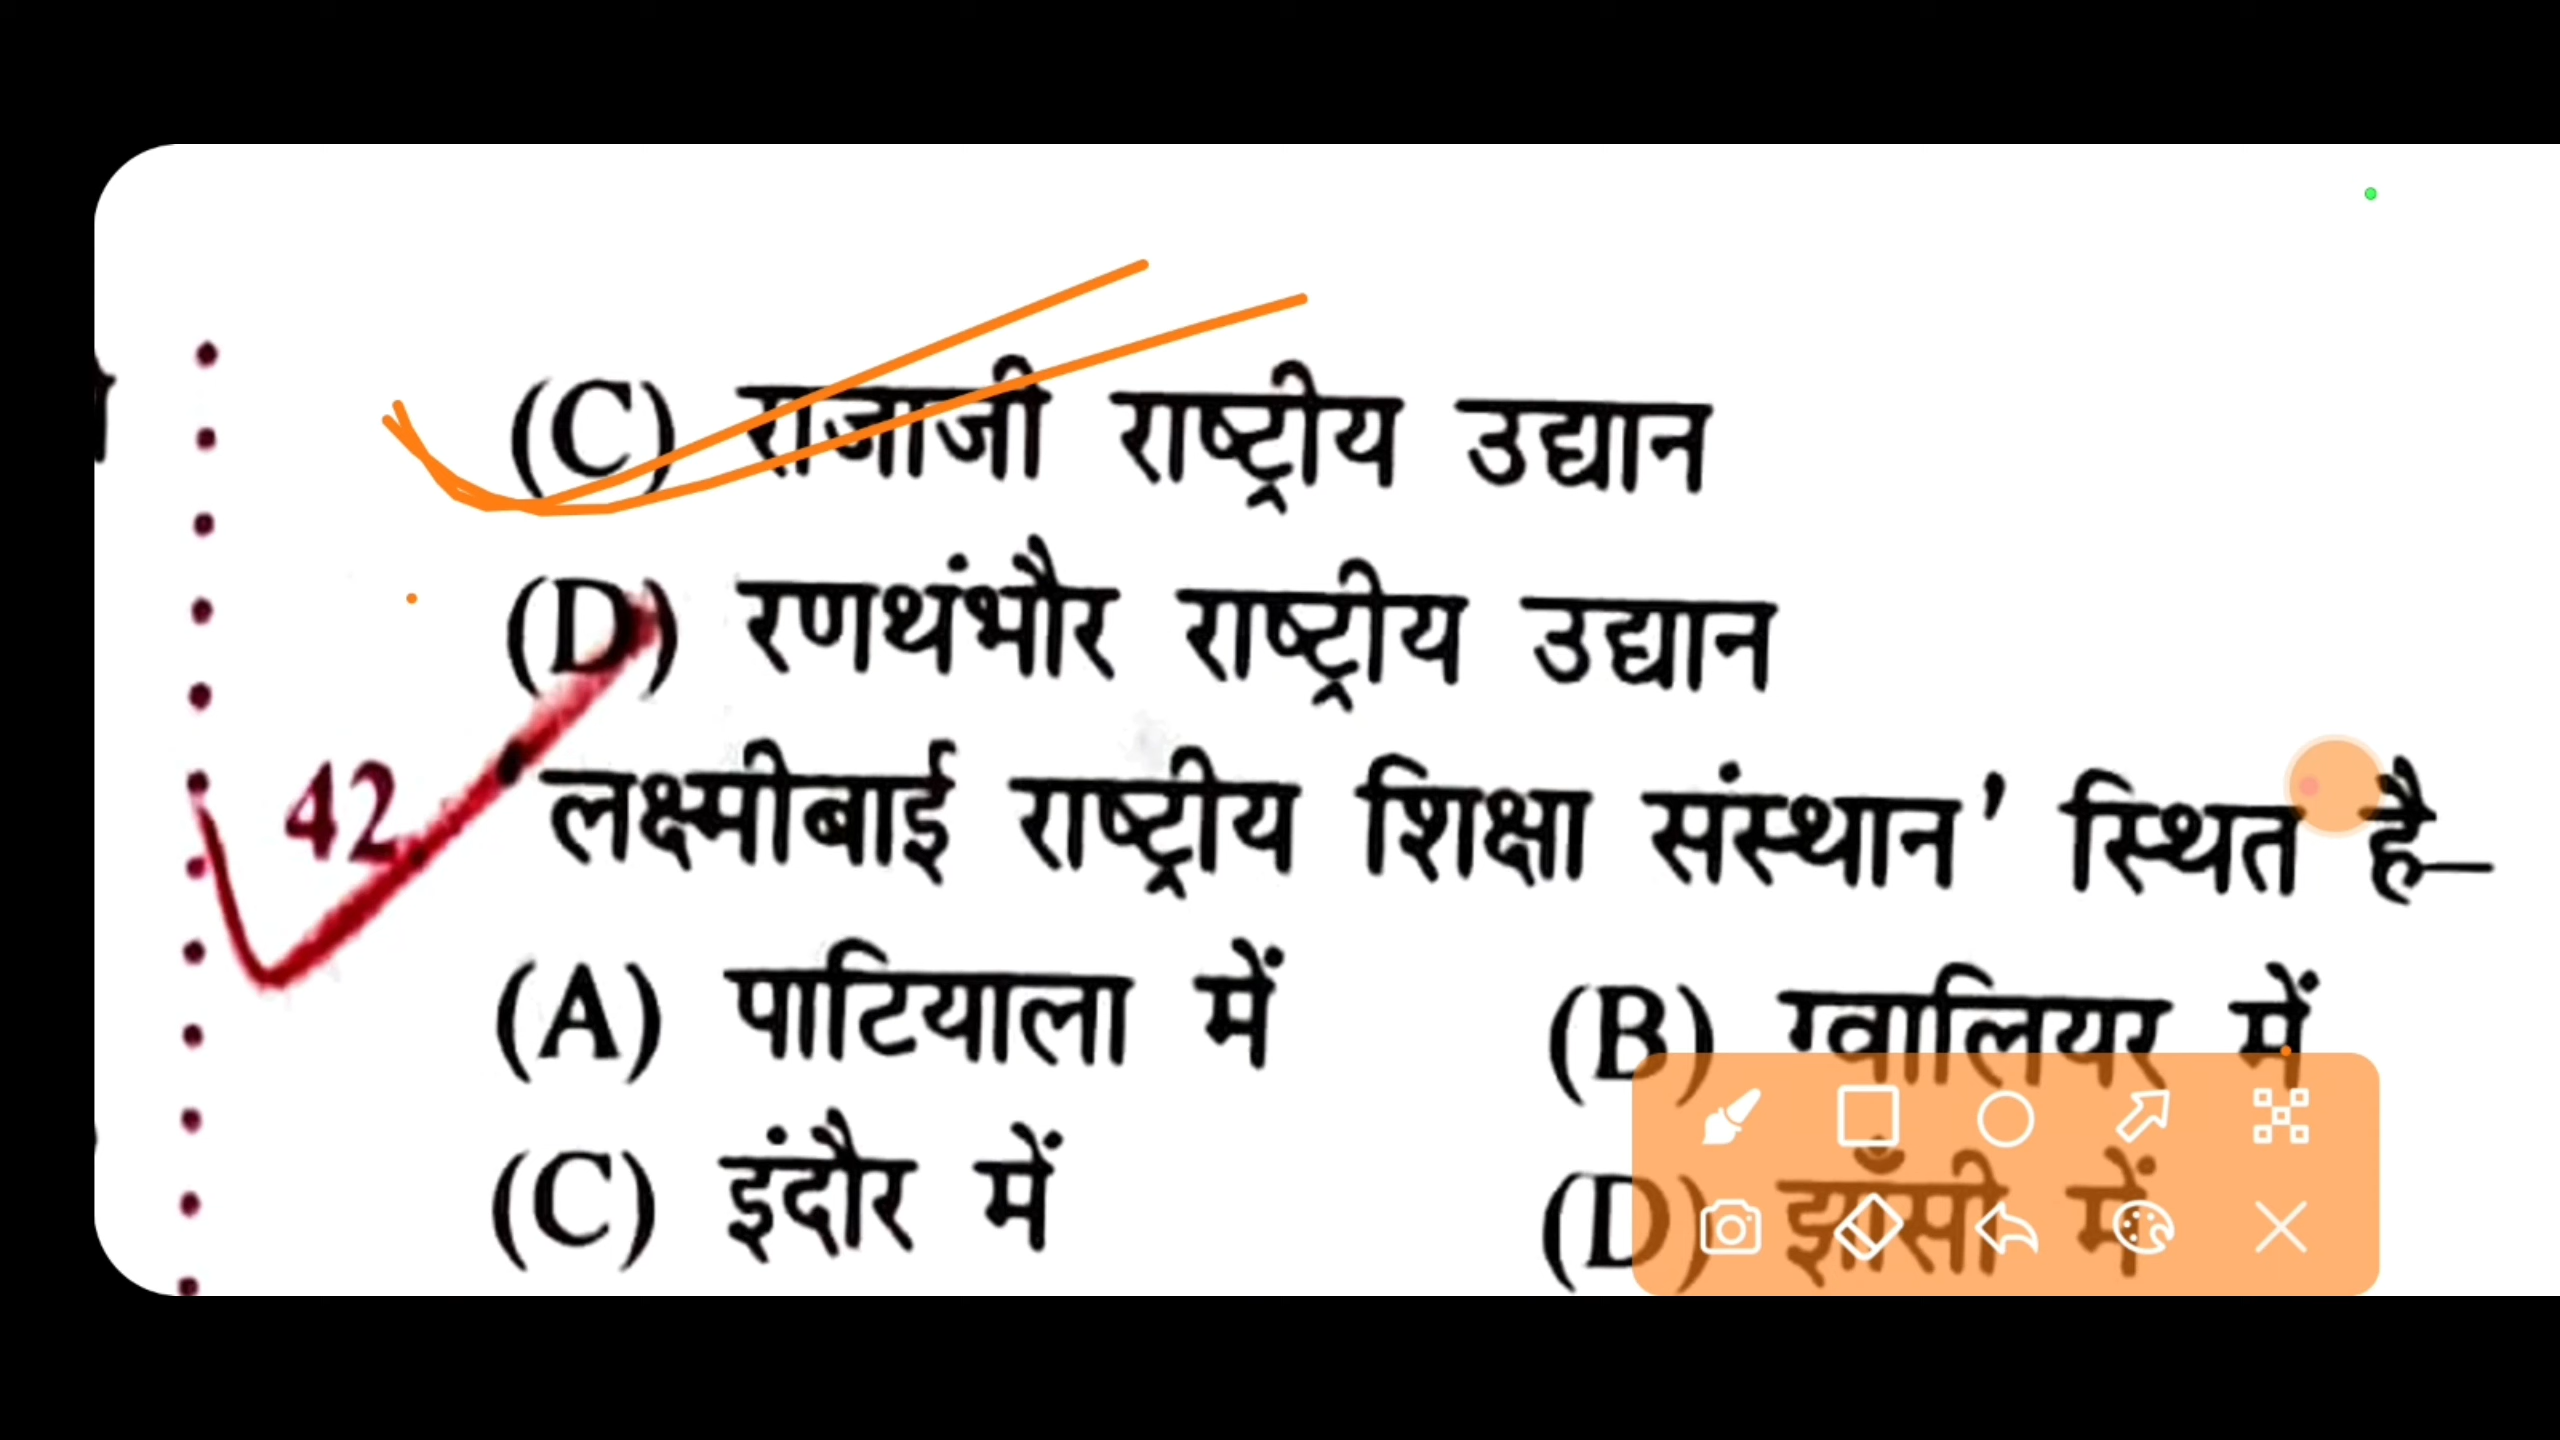 (C) राजाजी राष्ट्रीय उद्यान
(D) रणथंभौर राष्ट्रीय उद्यान
42. लक्ष्मीबाई राष्ट्रीय शिक्षा संस्थान’ स्थित है–
(A) पाटियाला में (B) ग्वालियर में
(C) इंदौर में (D) झाँसी में